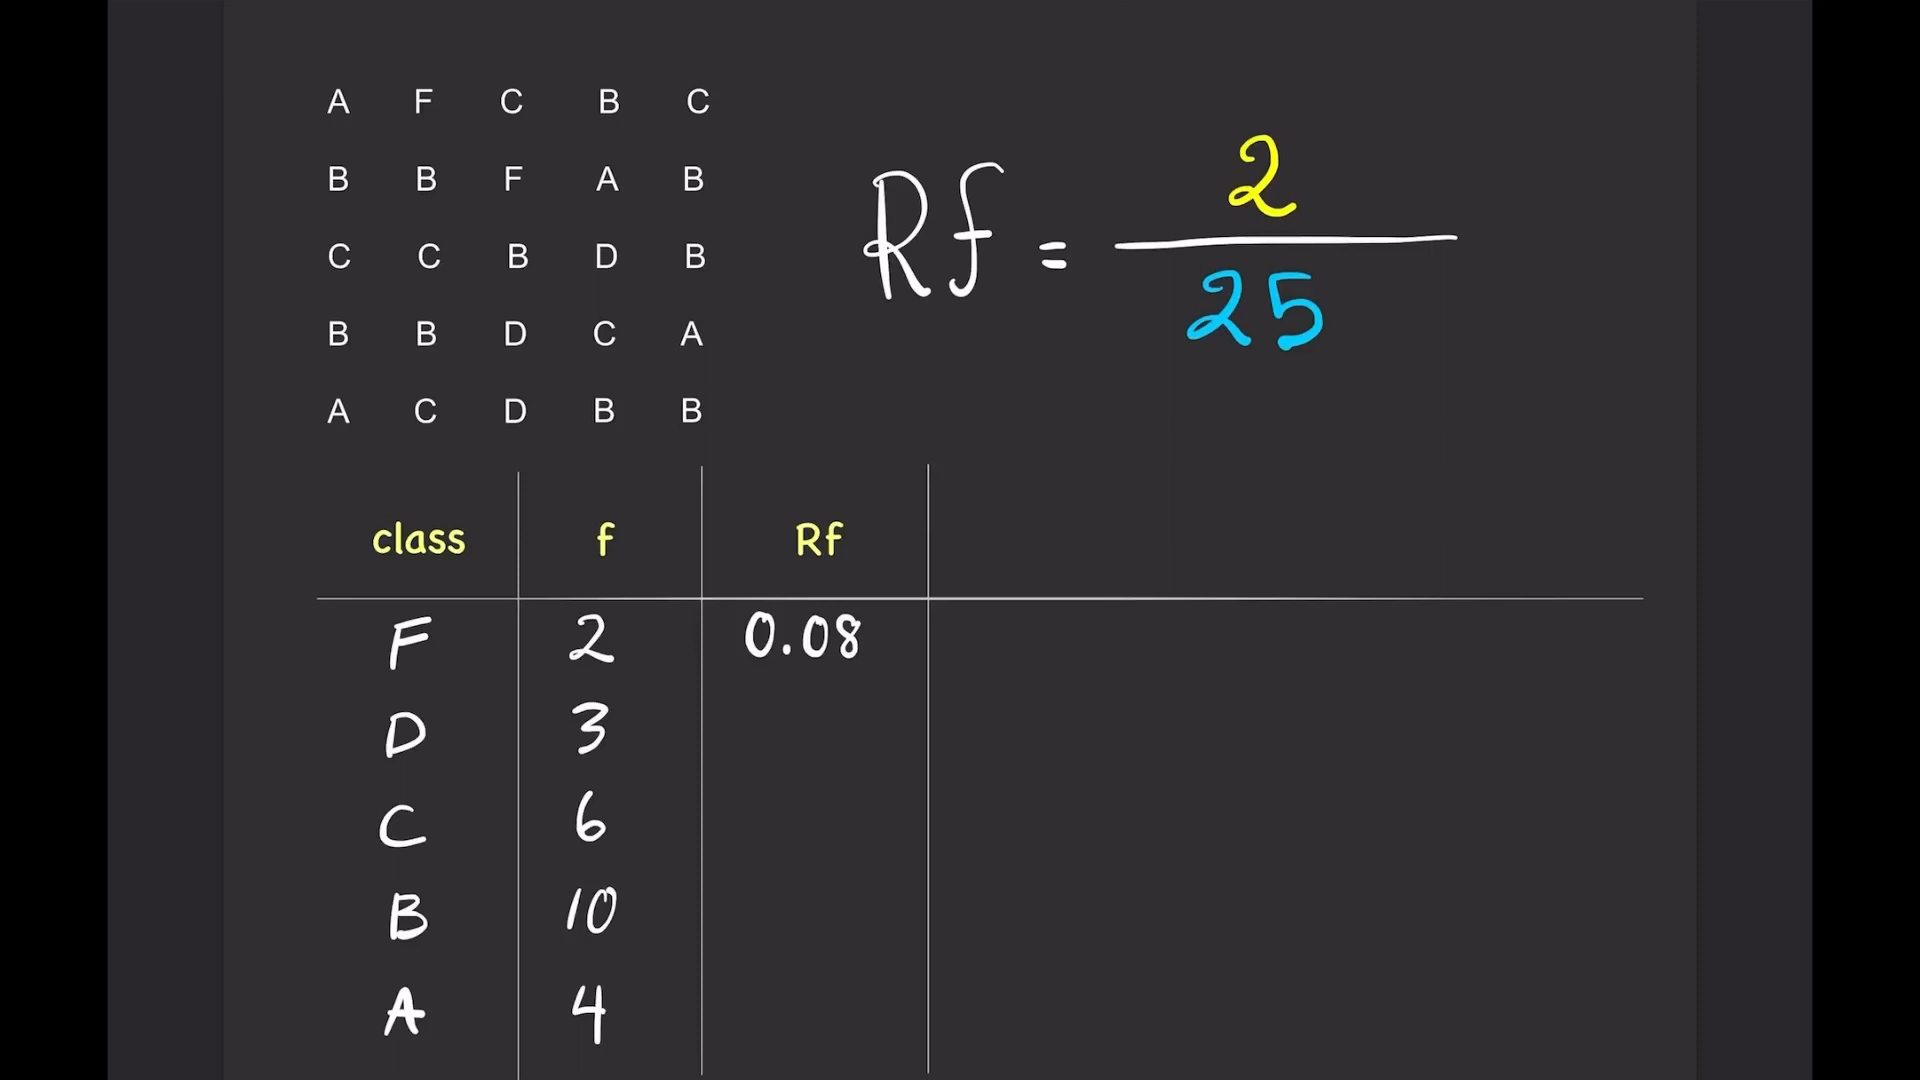 A F C B C
B B F A B
C C B D B
B B D C A
A C D B B
Rf = 2
25
class f Rf
F 2 0.08
D 3
C 6
B 10
A 4